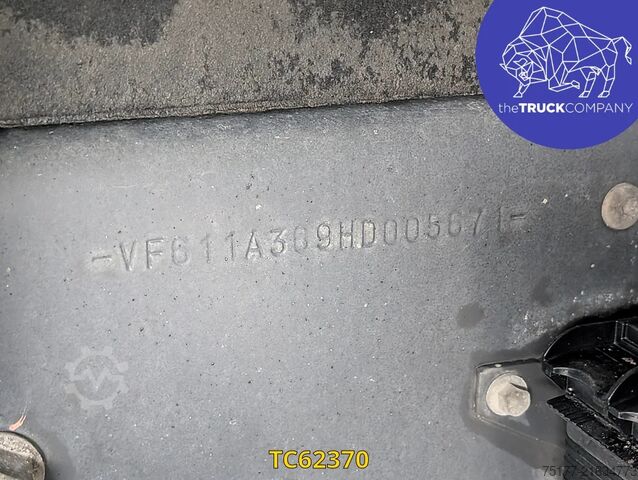 theTRUCKCOMPANY
-VF611A369HD005671-
TC62370